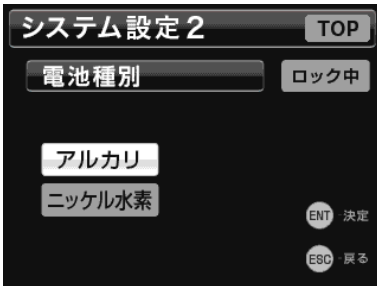 システム設定2 TOP
電池種別 ロック中
アルカリ
ニッケル水素
ENT-決定
ESC-戻る